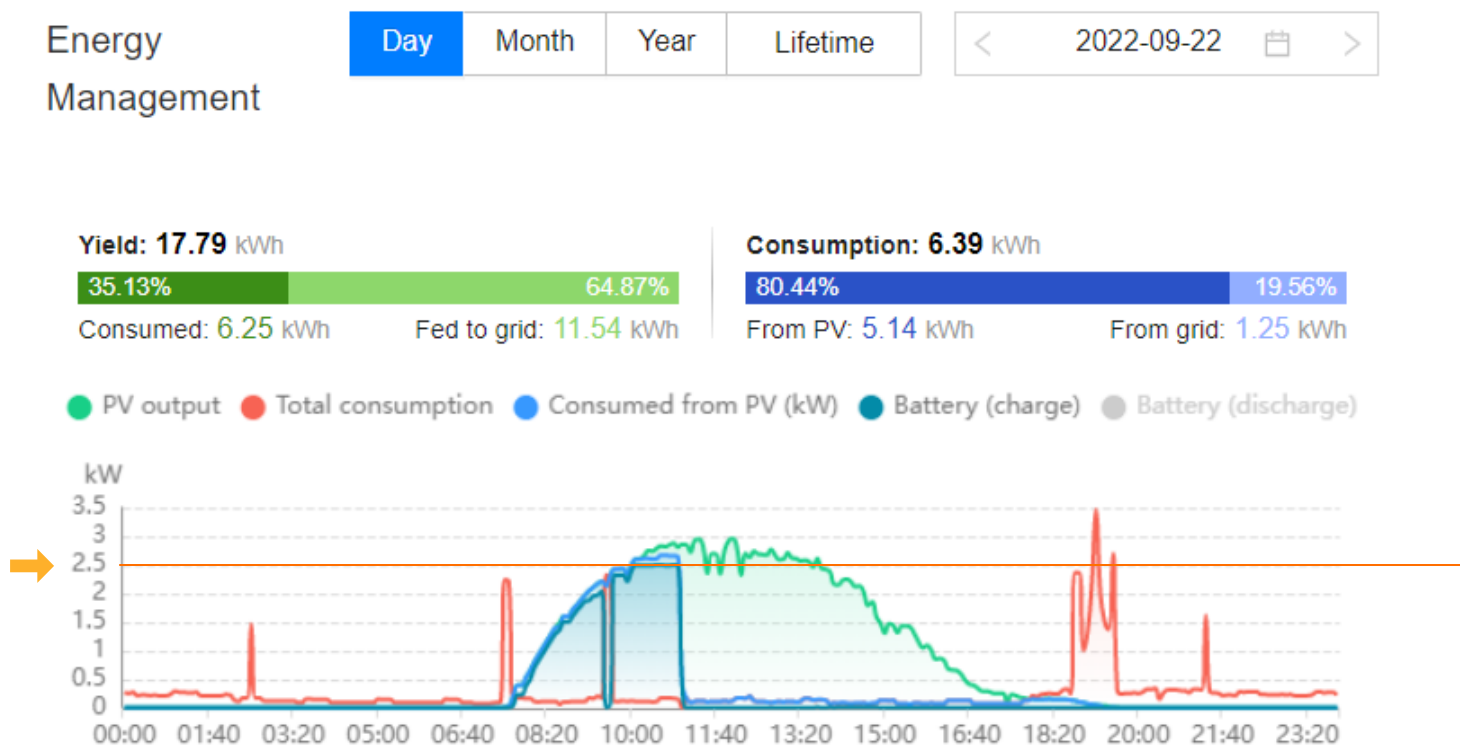 Energy Management
Day Month Year Lifetime < 2022-09-22 >
Yield: 17.79 kWh
35.13% 64.87%
Consumed: 6.25 kWh Fed to grid: 11.54 kWh
Consumption: 6.39 kWh
80.44% 19.56%
From PV: 5.14 kWh From grid: 1.25 kWh
PV output Total consumption Consumed from PV (kW) Battery (charge) Battery (discharge)
kW
3.5
3
2.5
2
1.5
1
0.5
0
00:00 01:40 03:20 05:00 06:40 08:20 10:00 11:40 13:20 15:00 16:40 18:20 20:00 21:40 23:20